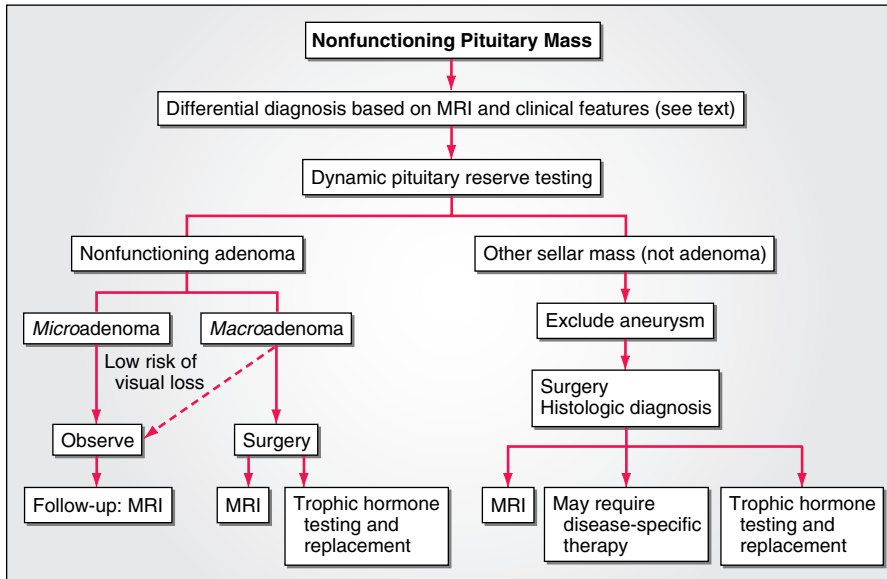 Nonfunctioning Pituitary Mass
Differential diagnosis based on MRI and clinical features (see text)
Dynamic pituitary reserve testing
Nonfunctioning adenoma
Other sellar mass (not adenoma)
Microadenoma
Macroadenoma
Exclude aneurysm
Low risk of
visual loss
Surgery
Histologic diagnosis
Observe
Surgery
Follow-up: MRI
MRI
Trophic hormone
testing and
replacement
MRI
May require
disease-specific
therapy
Trophic hormone
testing and
replacement